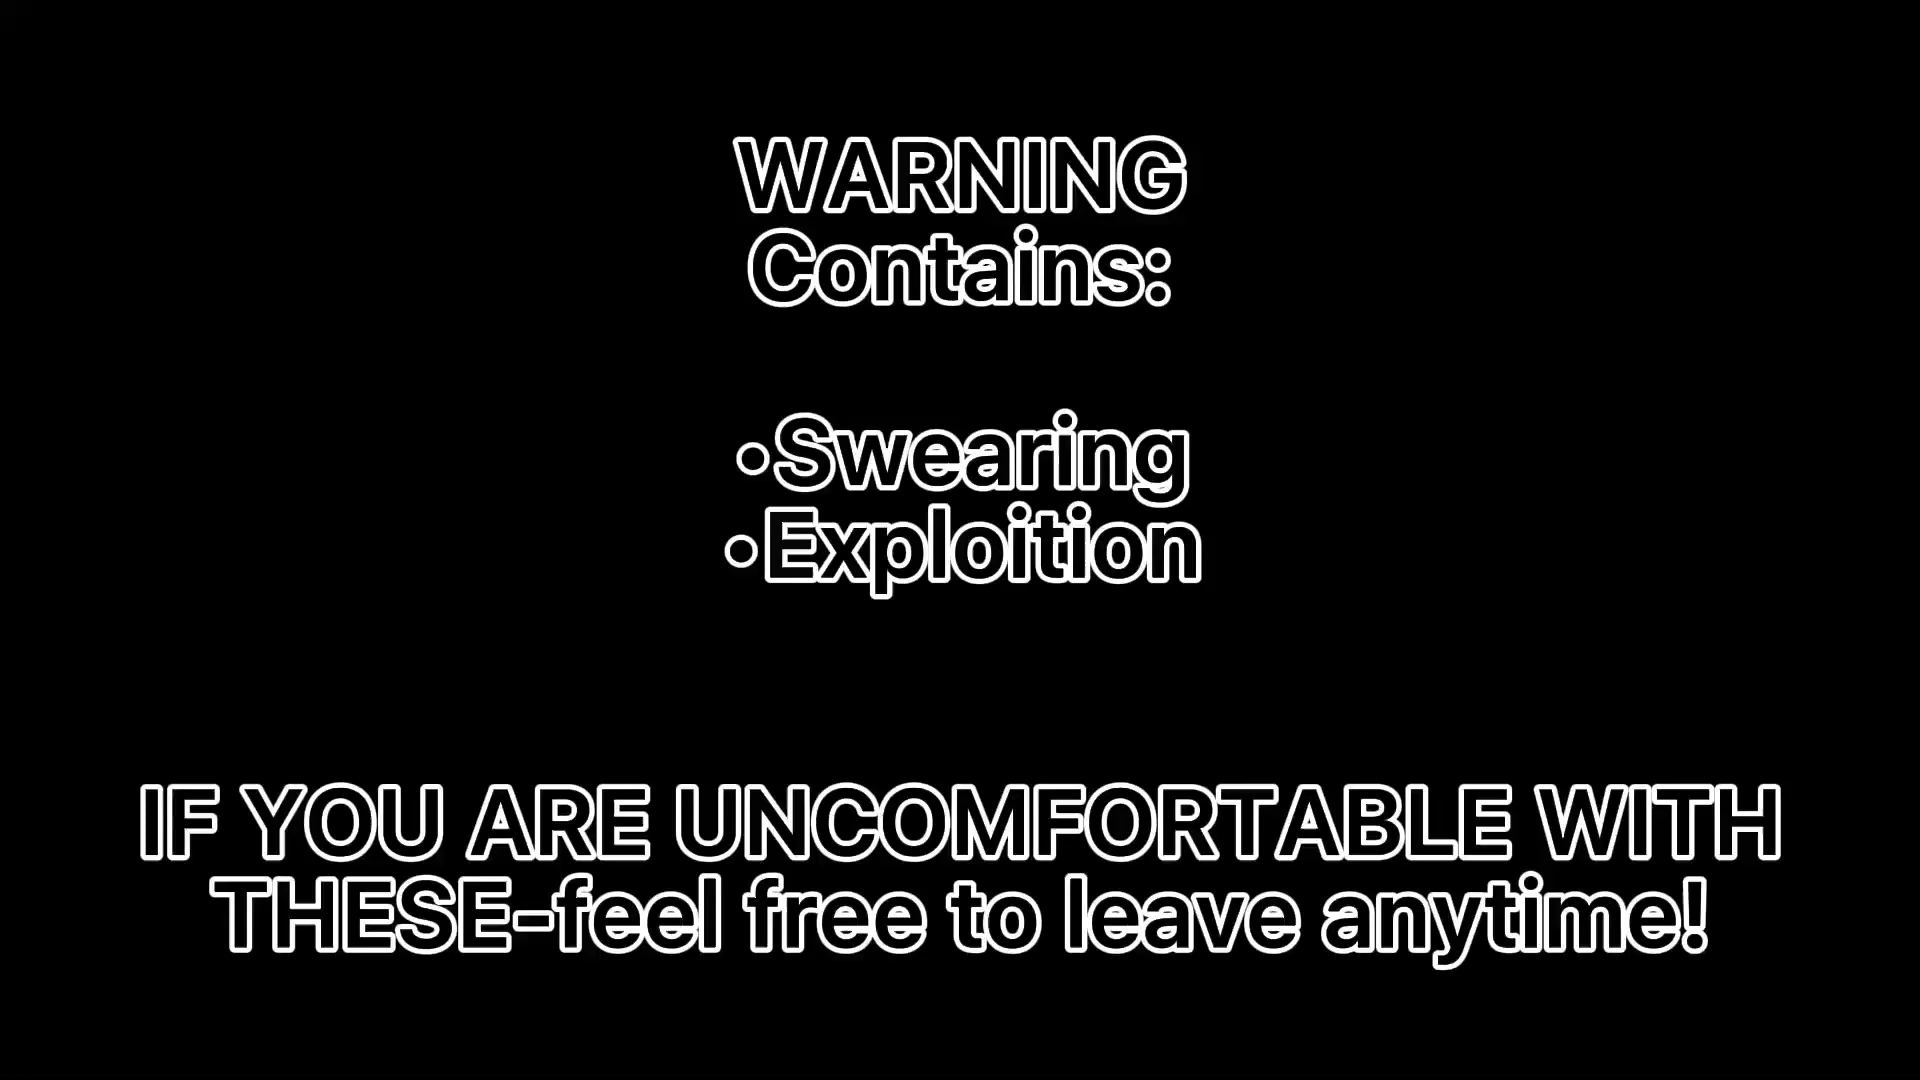 WARNING
Contains:
•Swearing
•Exploition
IF YOU ARE UNCOMFORTABLE WITH
THESE-feel free to leave anytime!